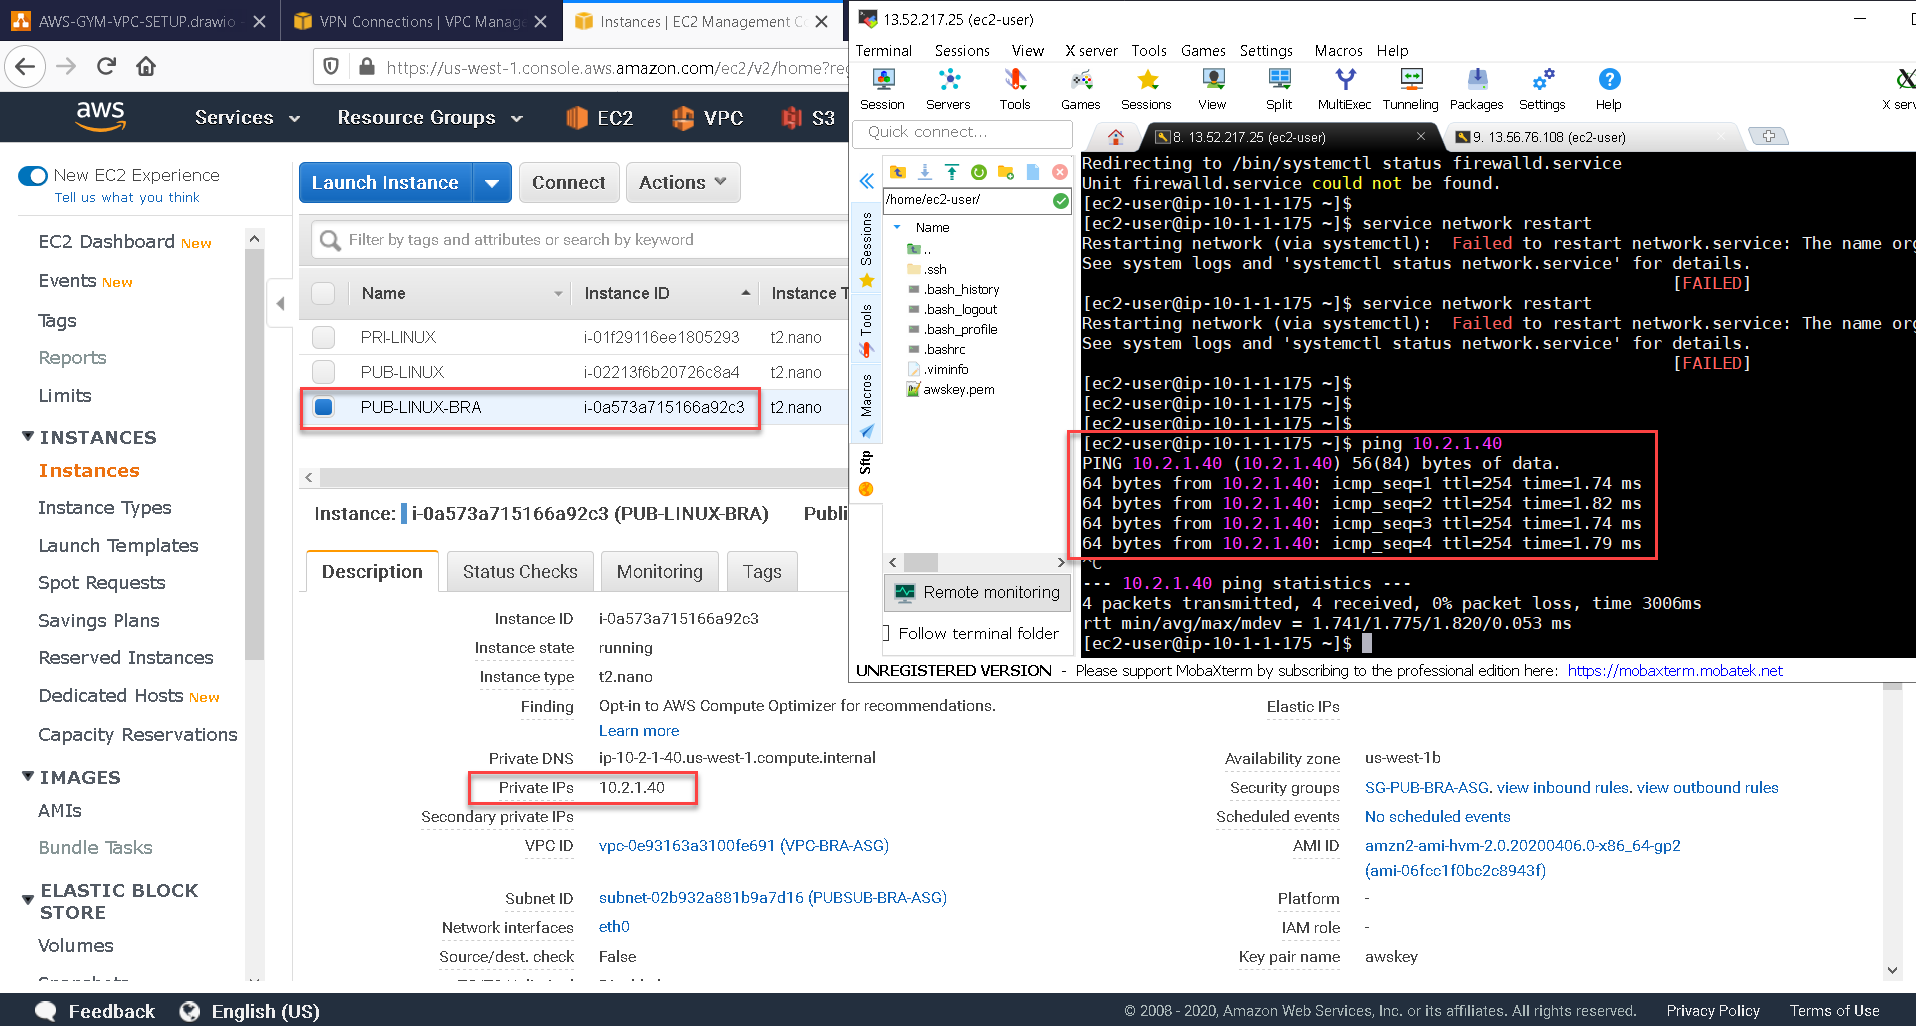 AWS-GYM-VPC-SETUP.drawio
VPN Connections | VPC Manag
Instances | EC2 Management C
https://us-west-1.console.aws.amazon.com/ec2/v2/home?reg
aws
Services
Resource Groups
EC2
VPC
S3
New EC2 Experience
Tell us what you think
EC2 Dashboard New
Events New
Tags
Reports
Limits
INSTANCES
Instances
Instance Types
Launch Templates
Spot Requests
Savings Plans
Reserved Instances
Dedicated Hosts New
Capacity Reservations
IMAGES
AMIs
Bundle Tasks
ELASTIC BLOCK
STORE
Volumes
Snapshots
Launch Instance
Connect
Actions
Filter by tags and attributes or search by keyword
Name
Instance ID
Instance T
PRI-LINUX
i-01f29116ee1805293
t2.nano
PUB-LINUX
i-02213f6b20726c8a4
t2.nano
PUB-LINUX-BRA
i-0a573a715166a92c3
t2.nano
Instance: i-0a573a715166a92c3 (PUB-LINUX-BRA)
Publi
Description
Status Checks
Monitoring
Tags
Instance ID
i-0a573a715166a92c3
Instance state
running
Instance type
t2.nano
Finding
Opt-in to AWS Compute Optimizer for recommendations.
Learn more
Private DNS
ip-10-2-1-40.us-west-1.compute.internal
Private IPs
10.2.1.40
Secondary private IPs
VPC ID
vpc-0e93163a3100fe691 (VPC-BRA-ASG)
Subnet ID
subnet-02b932a881b9a7d16 (PUBSUB-BRA-ASG)
Network interfaces
eth0
Source/dest. check
False
Elastic IPs
Availability zone
us-west-1b
Security groups
SG-PUB-BRA-ASG. view inbound rules. view outbound rules
Scheduled events
No scheduled events
AMI ID
amzn2-ami-hvm-2.0.20200406.0-x86_64-gp2
(ami-06fcc1f0bc2c8943f)
Platform
-
IAM role
-
Key pair name
awskey
13.52.217.25 (ec2-user)
Terminal
Sessions
View
X server
Tools
Games
Settings
Macros
Help
Session
Servers
Tools
Games
Sessions
View
Split
MultiExec
Tunneling
Packages
Settings
Help
X serv
Quick connect...
8. 13.52.217.25 (ec2-user)
9. 13.56.76.108 (ec2-user)
Sessions
Tools
Macros
Sftp
/home/ec2-user/
Name
..
.ssh
.bash_history
.bash_logout
.bash_profile
.bashrc
.viminfo
awskey.pem
Remote monitoring
Follow terminal folder
Redirecting to /bin/systemctl status firewalld.service
Unit firewalld.service could not be found.
[ec2-user@ip-10-1-1-175 ~]$
[ec2-user@ip-10-1-1-175 ~]$ service network restart
Restarting network (via systemctl):  Failed to restart network.service: The name org
See system logs and 'systemctl status network.service' for details.
[FAILED]
[ec2-user@ip-10-1-1-175 ~]$ service network restart
Restarting network (via systemctl):  Failed to restart network.service: The name org
See system logs and 'systemctl status network.service' for details.
[FAILED]
[ec2-user@ip-10-1-1-175 ~]$
[ec2-user@ip-10-1-1-175 ~]$
[ec2-user@ip-10-1-1-175 ~]$
[ec2-user@ip-10-1-1-175 ~]$ ping 10.2.1.40
PING 10.2.1.40 (10.2.1.40) 56(84) bytes of data.
64 bytes from 10.2.1.40: icmp_seq=1 ttl=254 time=1.74 ms
64 bytes from 10.2.1.40: icmp_seq=2 ttl=254 time=1.82 ms
64 bytes from 10.2.1.40: icmp_seq=3 ttl=254 time=1.74 ms
64 bytes from 10.2.1.40: icmp_seq=4 ttl=254 time=1.79 ms
^C
--- 10.2.1.40 ping statistics ---
4 packets transmitted, 4 received, 0% packet loss, time 3006ms
rtt min/avg/max/mdev = 1.741/1.775/1.820/0.053 ms
[ec2-user@ip-10-1-1-175 ~]$
UNREGISTERED VERSION - Please support MobaXterm by subscribing to the professional edition here: https://mobaxterm.mobatek.net
Feedback
English (US)
© 2008 - 2020, Amazon Web Services, Inc. or its affiliates. All rights reserved.
Privacy Policy
Terms of Use